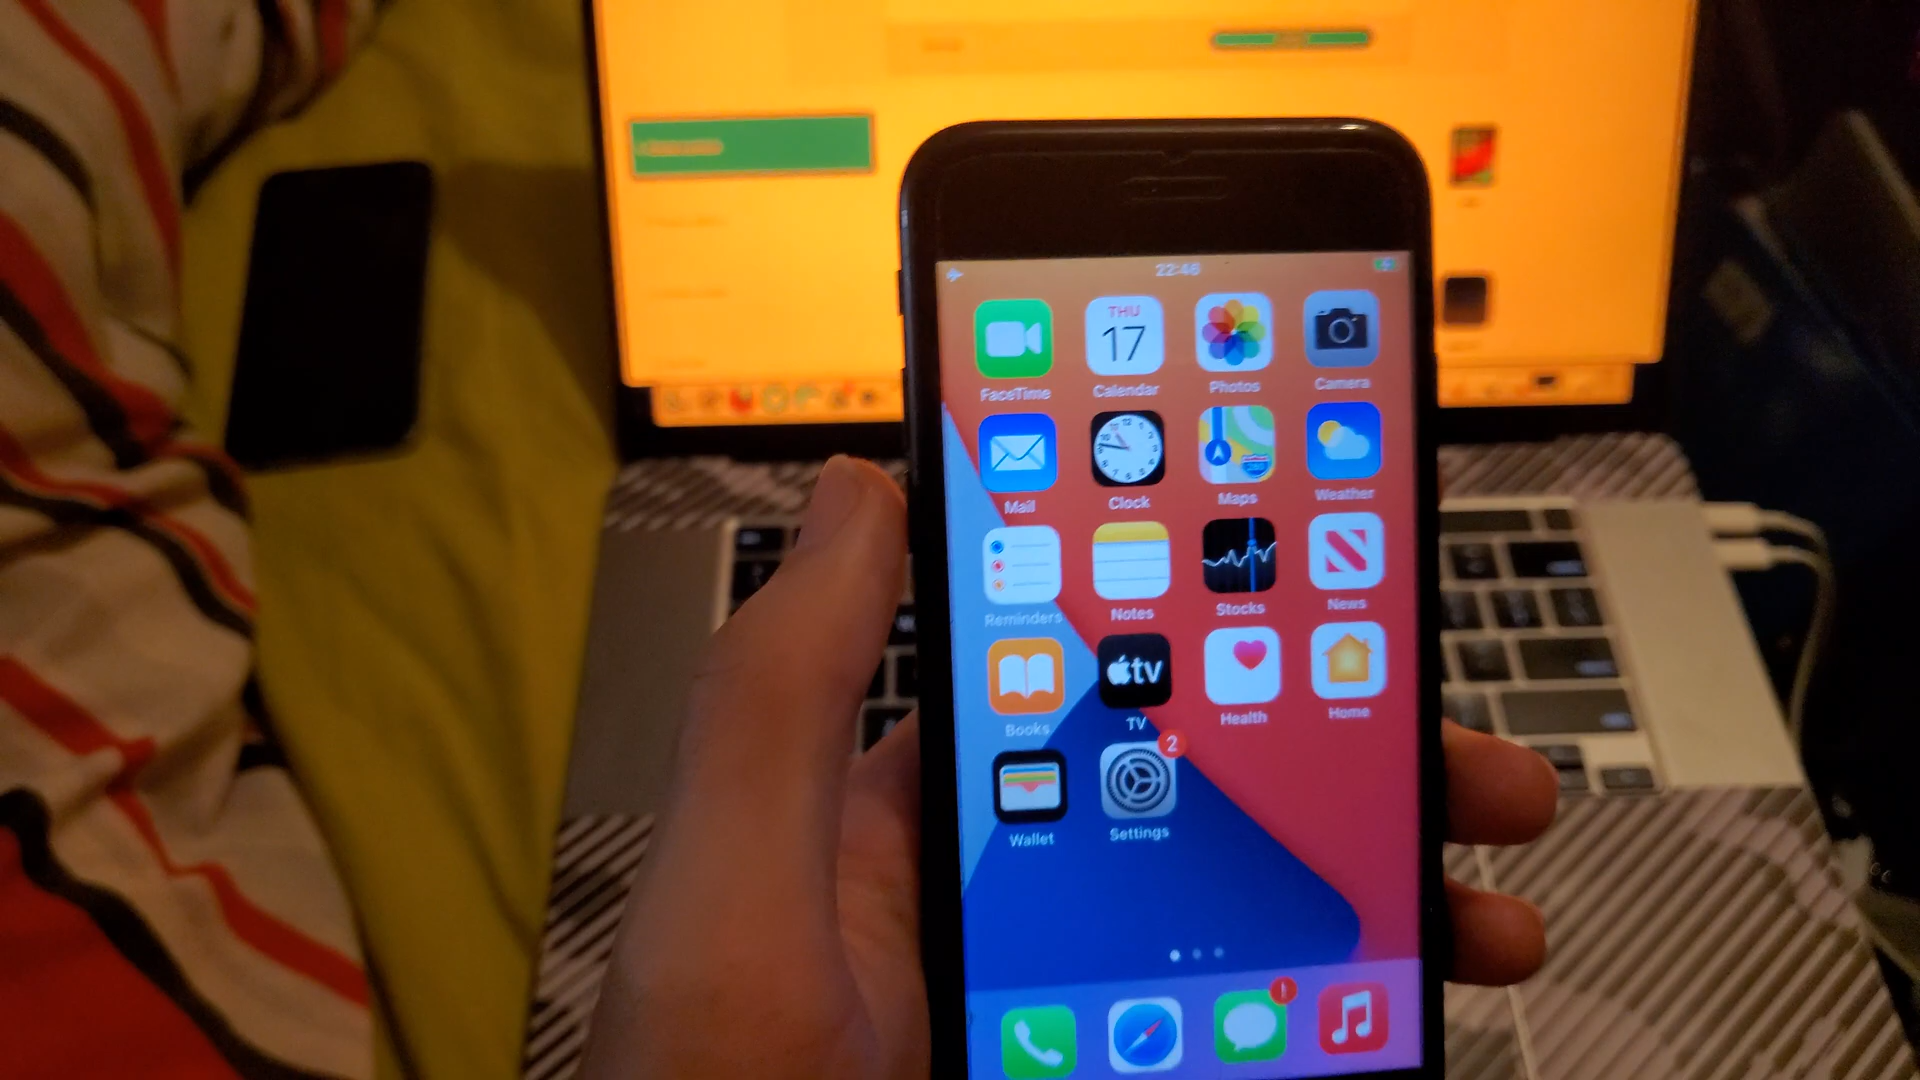 22:46
THU
17
FaceTime Calendar Photos Camera
Mail Clock Maps Weather
Reminders Notes Stocks News
tv
Books TV Health Home
2
Wallet Settings
!